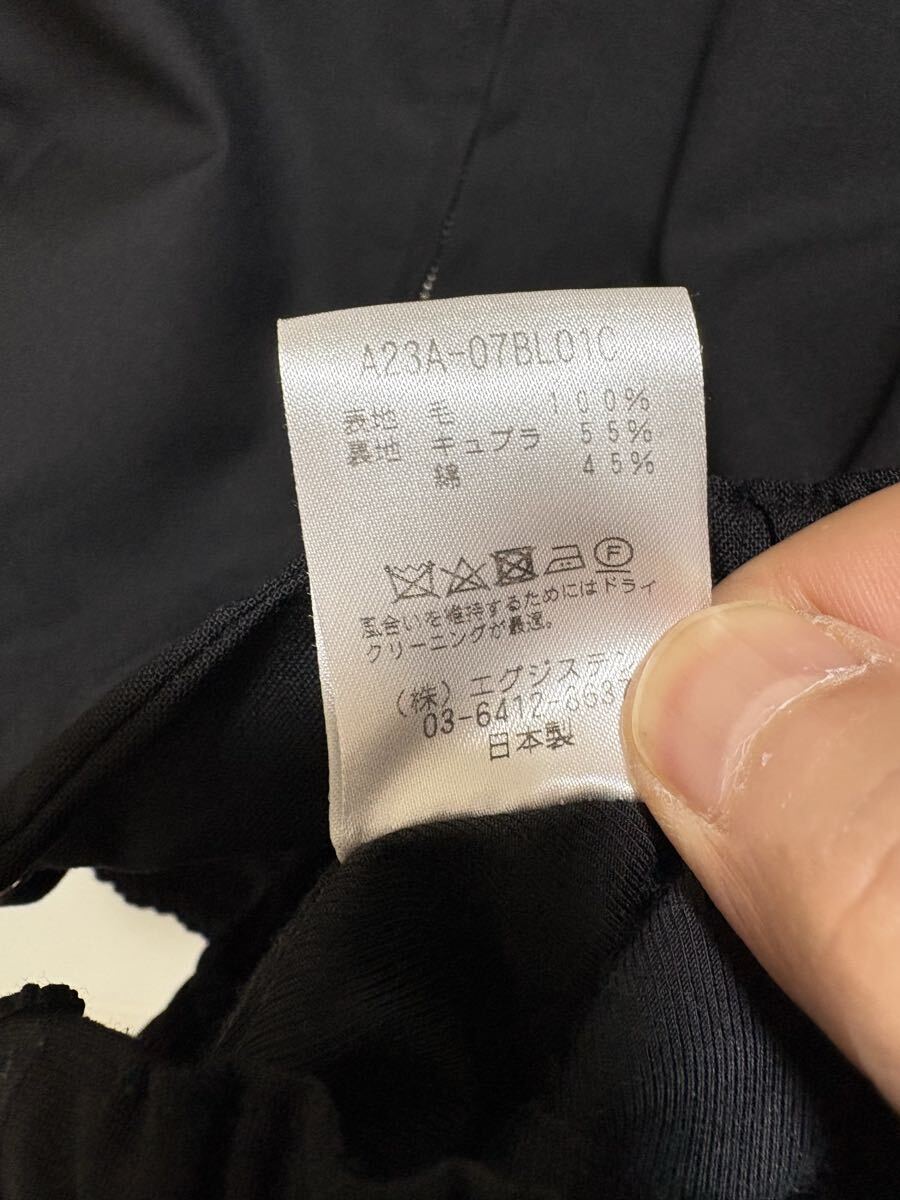 A23A-07BL01C
表地 毛 100%
裏地 キュプラ 55%
綿 45%
F
風合いを維持するためにはドライ
クリーニングが最適。
(株) エグジステン
03-6412-
日本製